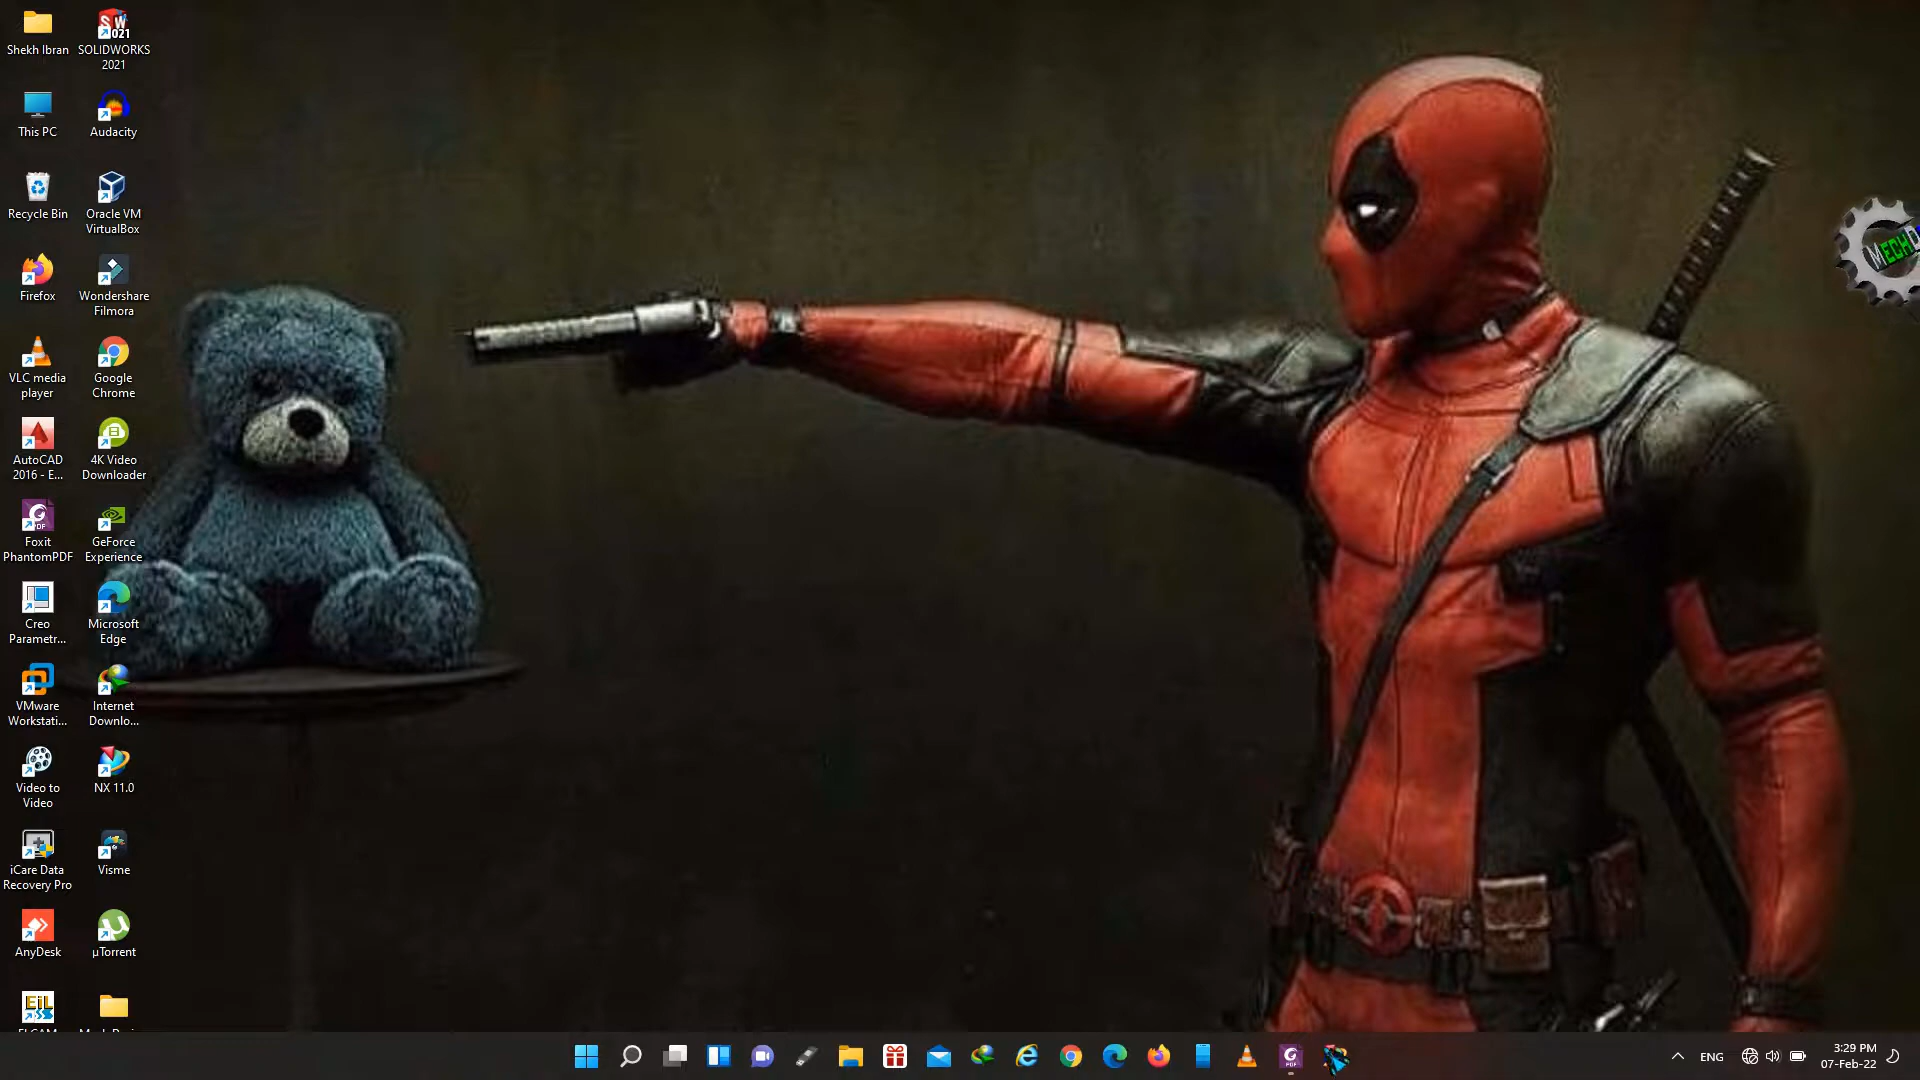 Shekh Ibran
SOLIDWORKS
2021
This PC
Audacity
Recycle Bin
Oracle VM
VirtualBox
Firefox
Wondershare
Filmora
VLC media
player
Google
Chrome
AutoCAD
2016 - E...
4K Video
Downloader
Foxit
PhantomPDF
GeForce
Experience
Creo
Parametr...
Microsoft
Edge
VMware
Workstati...
Internet
Downlo...
Video to
Video
NX 11.0
iCare Data
Recovery Pro
Visme
AnyDesk
µTorrent
ENG
3:29 PM
07-Feb-22